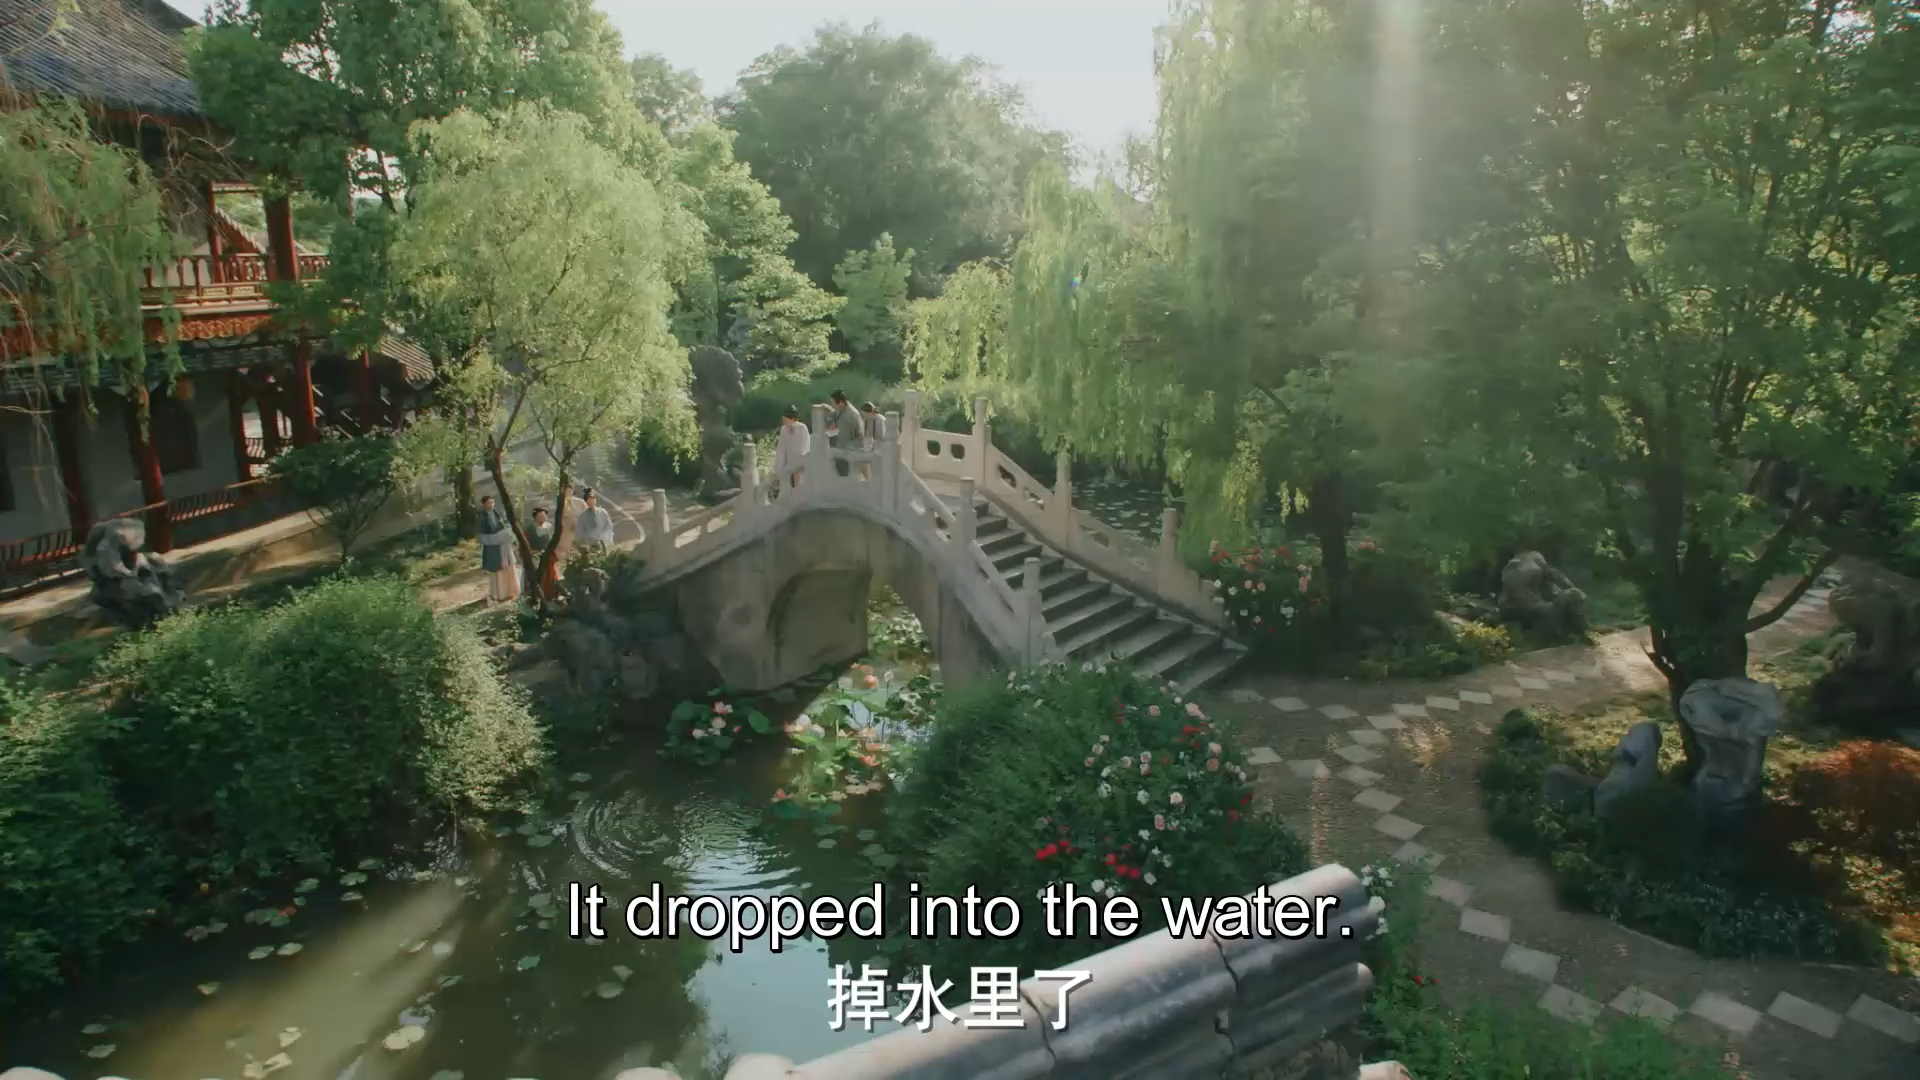 It dropped into the water.
掉水里了